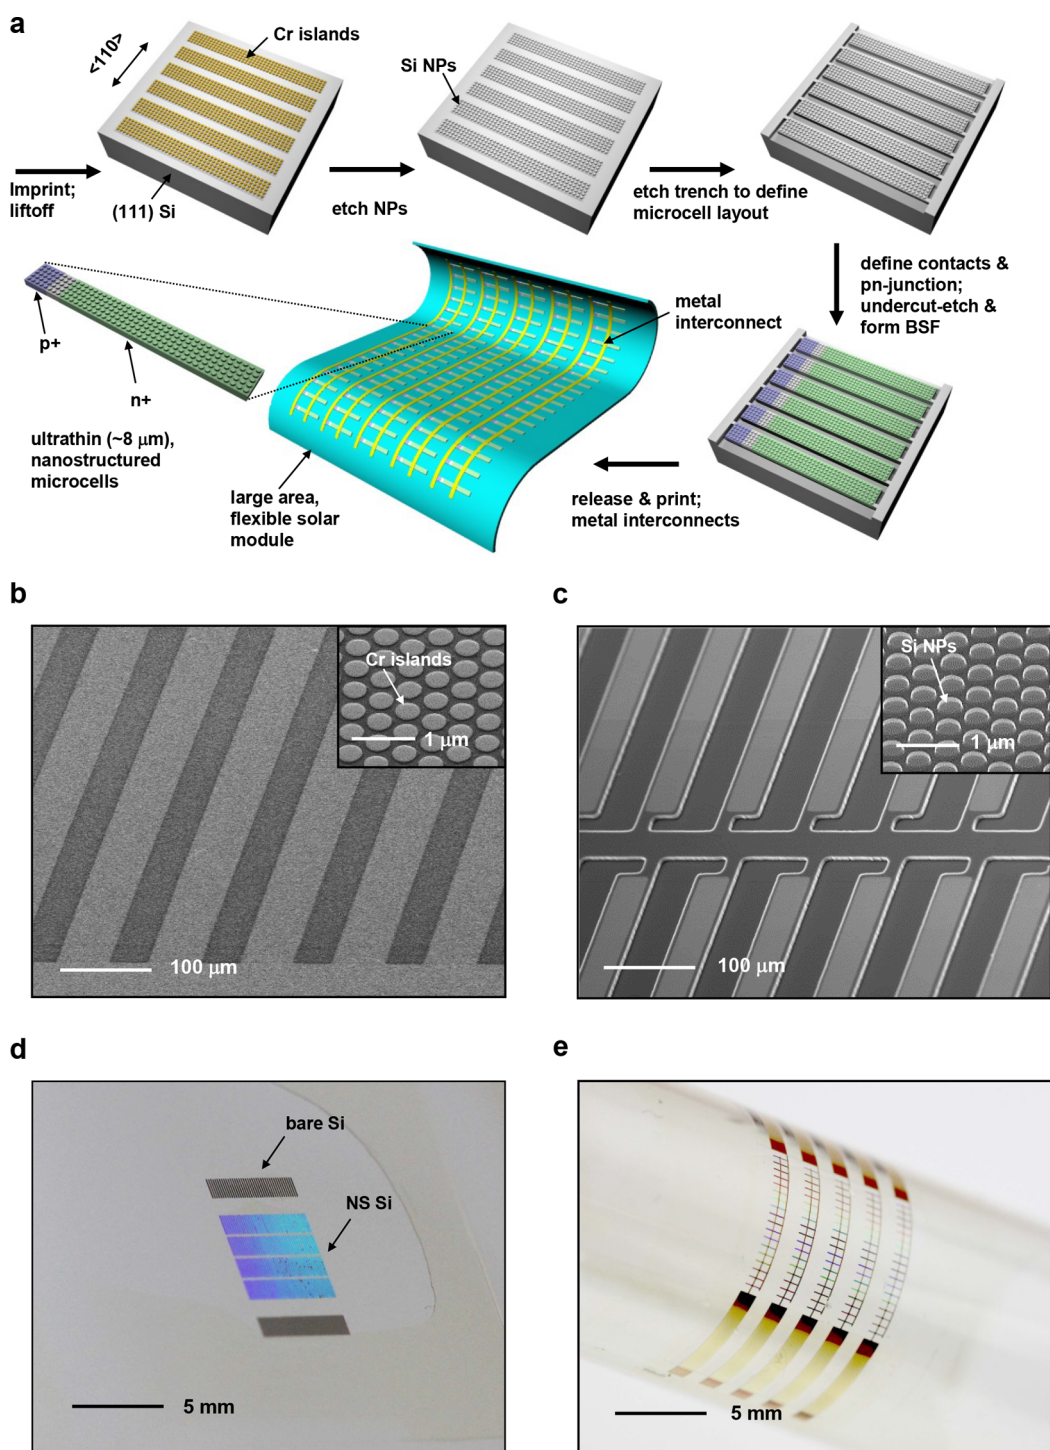 a
<110>
Cr islands
Si NPs
Imprint;
liftoff
(111) Si
etch NPs
etch trench to define
microcell layout
define contacts &
pn-junction;
undercut-etch &
form BSF
metal
interconnect
p+
n+
ultrathin (~8 μm),
nanostructured
microcells
large area,
flexible solar
module
release & print;
metal interconnects
b
Cr islands
1 μm
100 μm
c
Si NPs
1 μm
100 μm
d
bare Si
NS Si
5 mm
e
5 mm